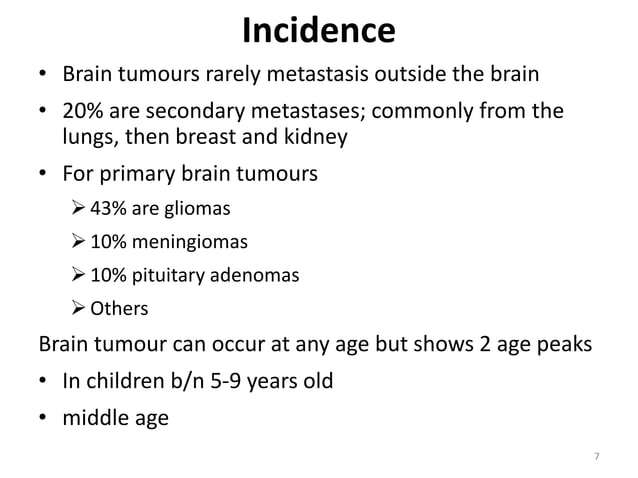 Incidence
• Brain tumours rarely metastasis outside the brain
• 20% are secondary metastases; commonly from the
lungs, then breast and kidney
• For primary brain tumours
➢ 43% are gliomas
➢ 10% meningiomas
➢ 10% pituitary adenomas
➢ Others
Brain tumour can occur at any age but shows 2 age peaks
• In children b/n 5-9 years old
• middle age
7